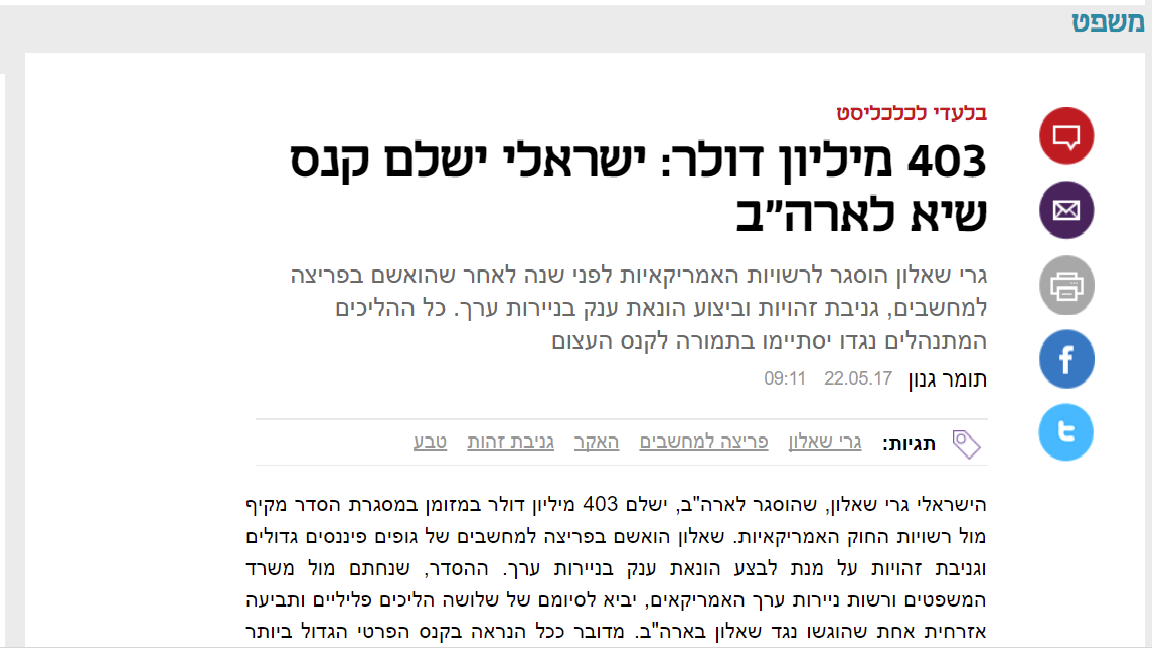 משפט
בלעדי לכלכליסט
403 מיליון דולר: ישראלי ישלם קנס
שיא לארה"ב
גרי שאלון הוסגר לרשויות האמריקאיות לפני שנה לאחר שהואשם בפריצה
למחשבים, גניבת זהויות וביצוע הונאת ענק בניירות ערך. כל ההליכים
המתנהלים נגדו יסתיימו בתמורה לקנס העצום
תומר גנון 22.05.17 09:11
תגיות: גרי שאלון פריצה למחשבים האקר גניבת זהות טבע
הישראלי גרי שאלון, שהוסגר לארה"ב, ישלם 403 מיליון דולר במזומן במסגרת הסדר מקיף
מול רשויות החוק האמריקאיות. שאלון הואשם בפריצה למחשבים של גופים פיננסים גדולים
וגניבת זהויות על מנת לבצע הונאת ענק בניירות ערך. ההסדר, שנחתם מול משרד
המשפטים ורשות ניירות ערך האמריקאים, יביא לסיומם של שלושה הליכים פליליים ותביעה
אזרחית אחת שהוגשו נגד שאלון בארה"ב. מדובר ככל הנראה בקנס הפרטי הגדול ביותר